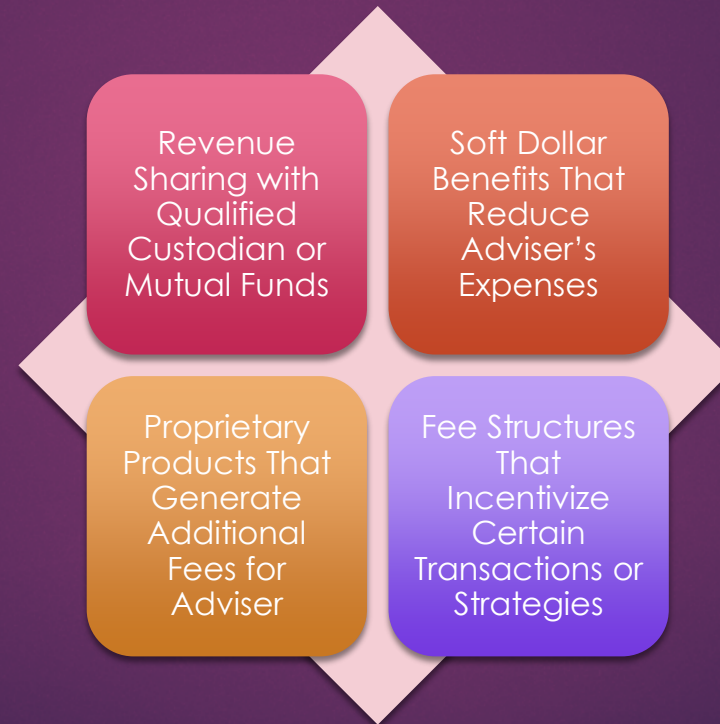 Revenue
Sharing with
Qualified
Custodian or
Mutual Funds
Soft Dollar
Benefits That
Reduce
Adviser’s
Expenses
Proprietary
Products That
Generate
Additional
Fees for
Adviser
Fee Structures
That
Incentivize
Certain
Transactions or
Strategies